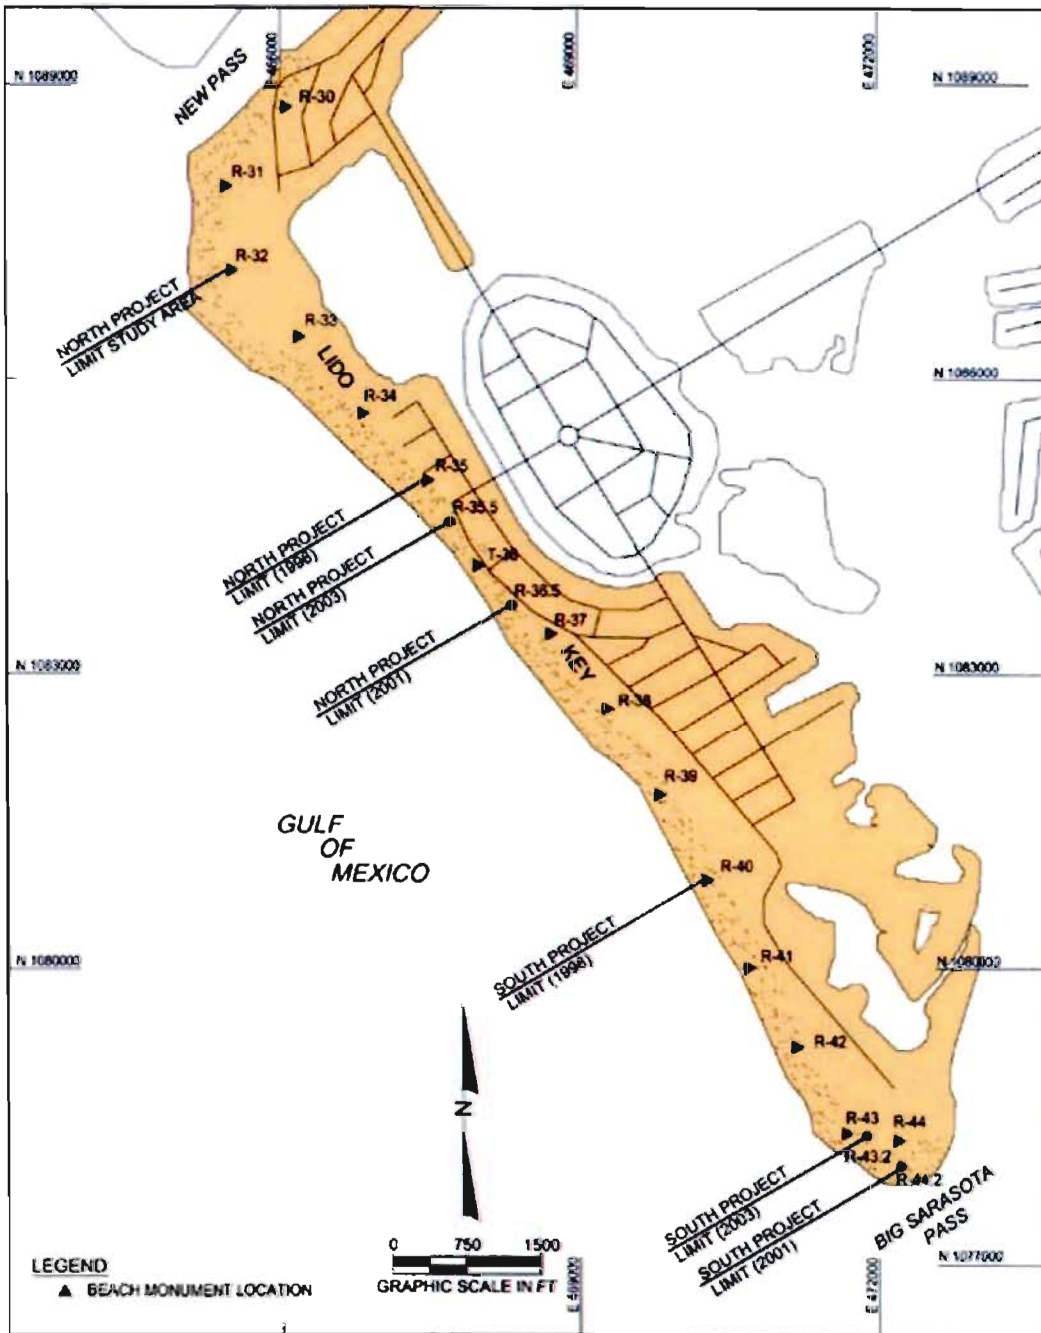 E 466000
E 469000
E 472000
N 1089000
N 1089000
NEW PASS
R-30
R-31
R-32
NORTH PROJECT
LIMIT STUDY AREA
R-33
LIDO
R-34
N 1086000
R-35
R-35.5
NORTH PROJECT
LIMIT (1998)
NORTH PROJECT
LIMIT (2003)
T-36
R-36.5
R-37
NORTH PROJECT
LIMIT (2001)
KEY
N 1083000
N 1083000
R-38
R-39
GULF
OF
MEXICO
R-40
SOUTH PROJECT
LIMIT (1998)
N 1080000
R-41
N 1080000
R-42
N
R-43
R-44
R-43.2
R-44.2
SOUTH PROJECT
LIMIT (2003)
SOUTH PROJECT
LIMIT (2001)
BIG SARASOTA
PASS
0 750 1500
GRAPHIC SCALE IN FT
LEGEND
BEACH MONUMENT LOCATION
E 469000
E 472000
N 1077000